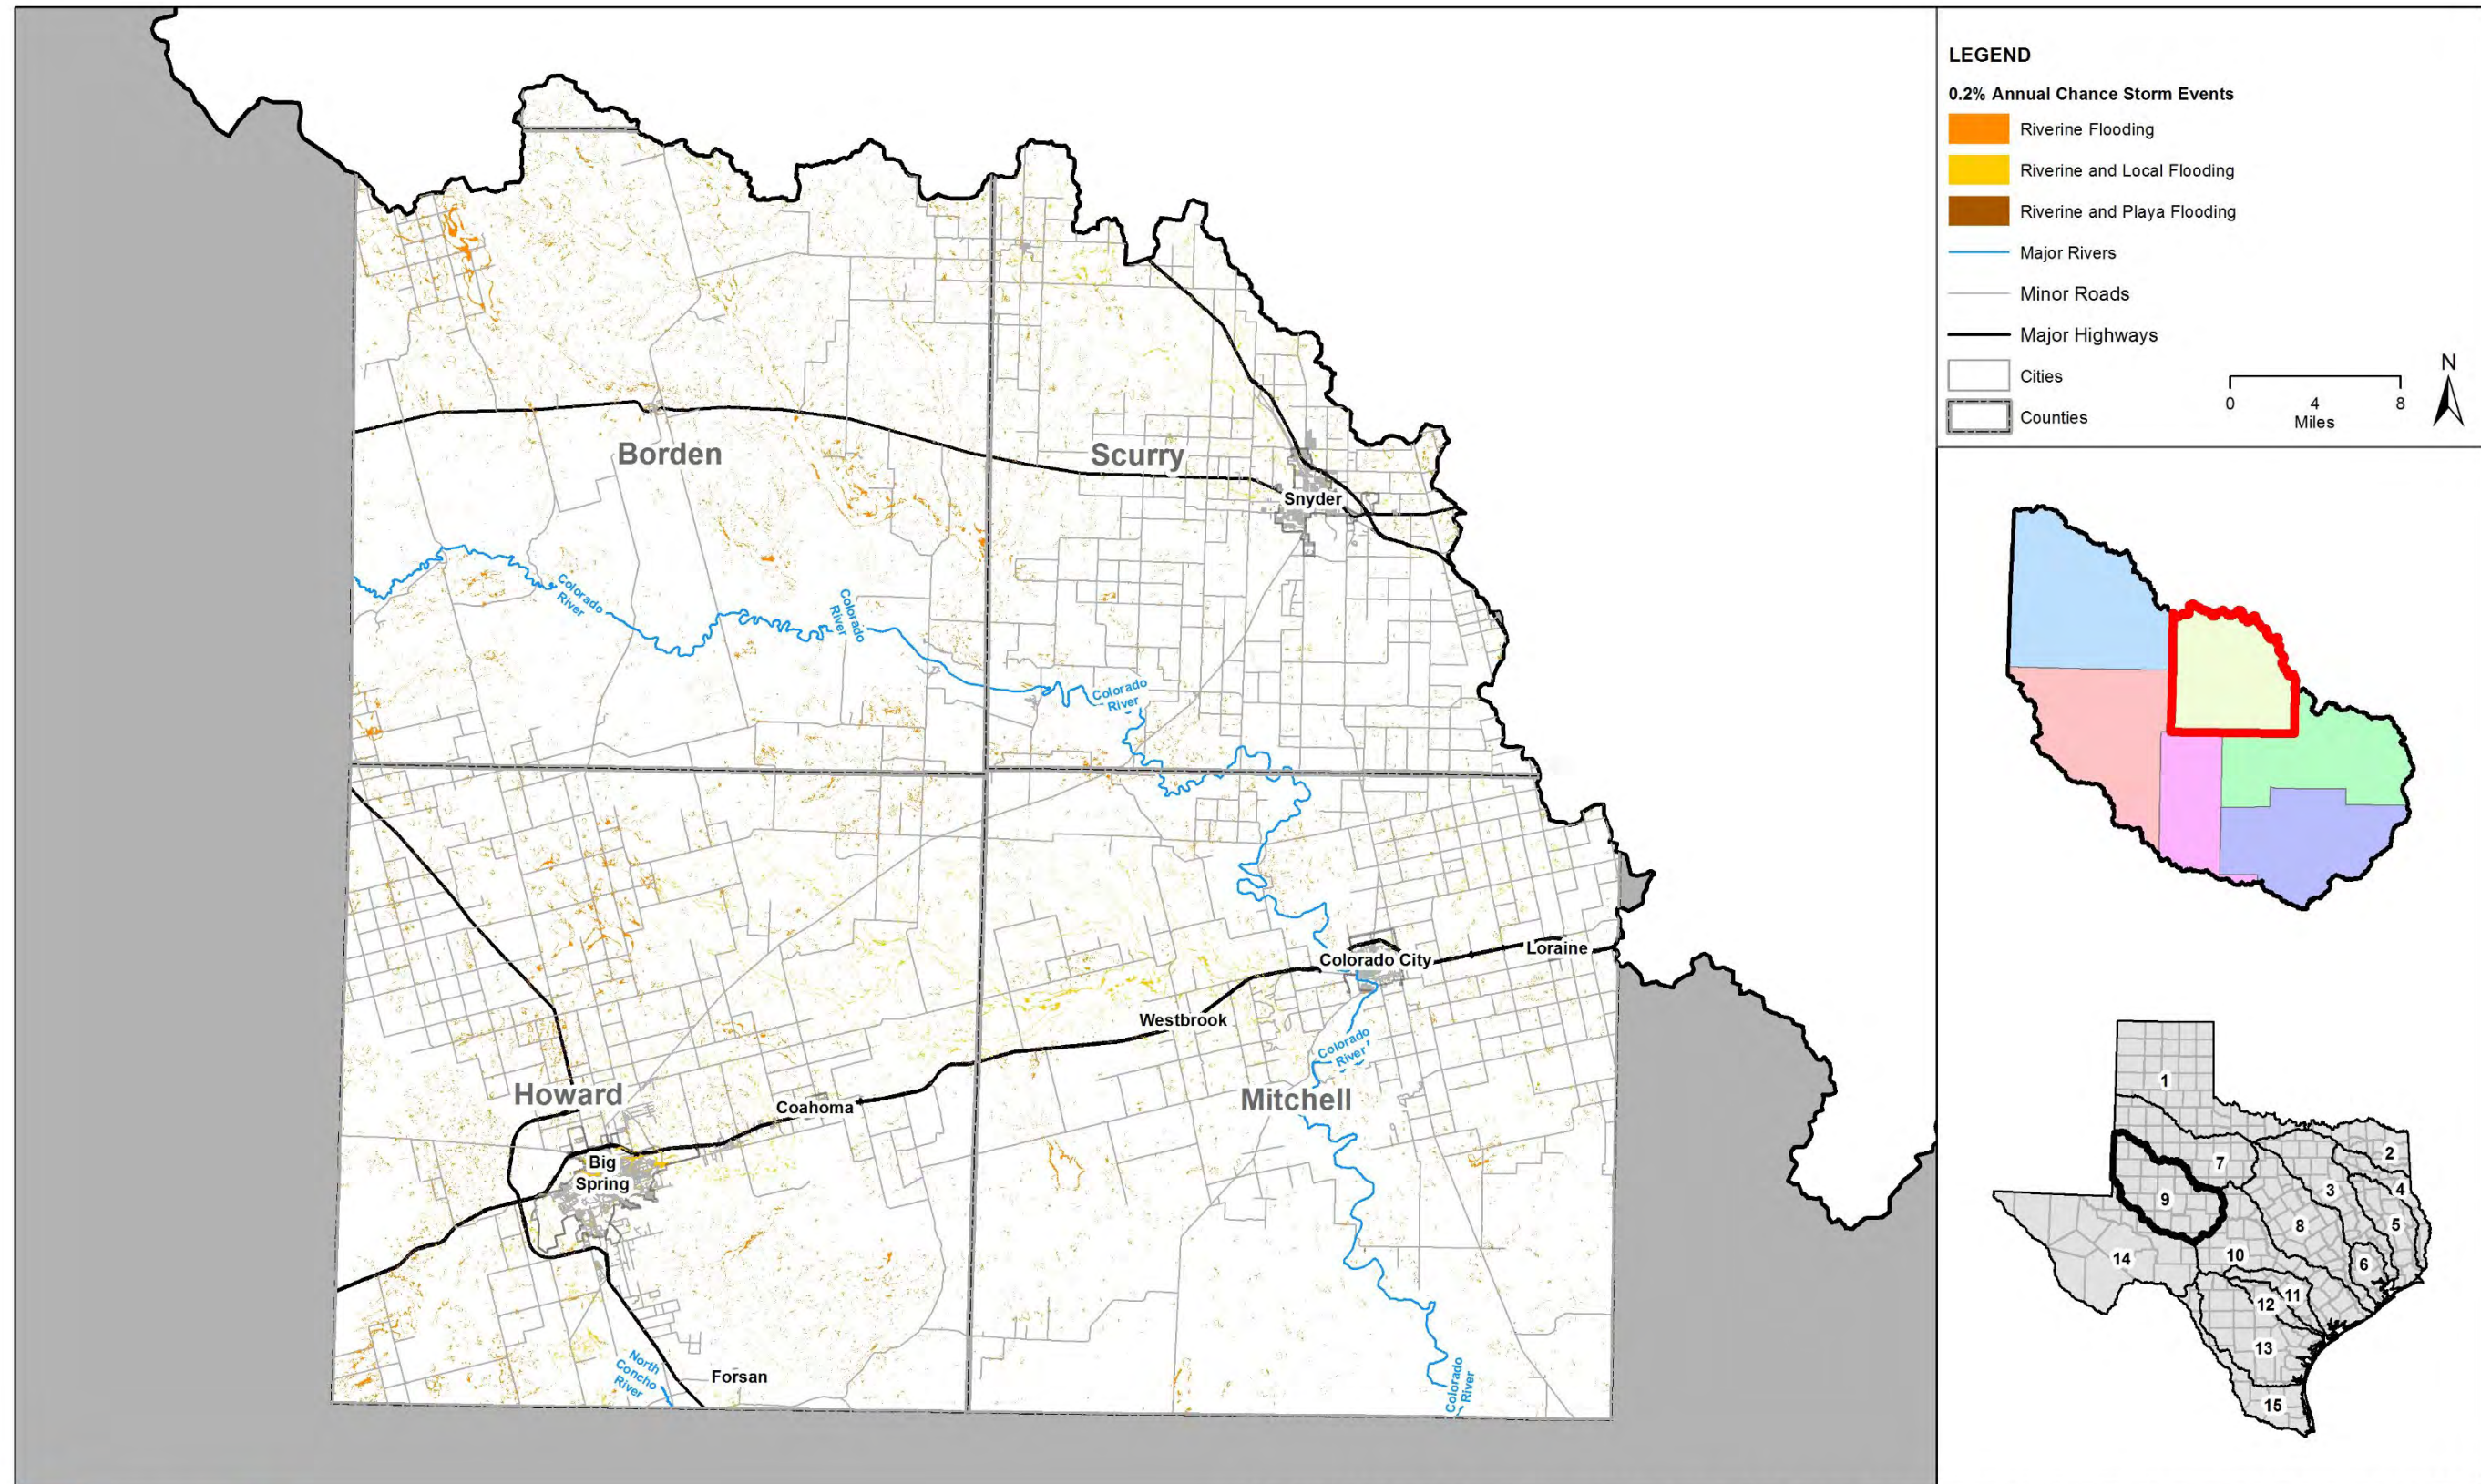 LEGEND
0.2% Annual Chance Storm Events
Riverine Flooding
Riverine and Local Flooding
Riverine and Playa Flooding
Major Rivers
Minor Roads
Major Highways
Cities
Counties
N
0 4 8
Miles
Borden
Scurry
Snyder
Colorado
River
Colorado
River
Colorado
River
Colorado City
Loraine
Westbrook
Colorado
River
Howard
Coahoma
Mitchell
Big
Spring
North
Concho
River
Forsan
Colorado
River
1
2
7
3
4
9
8
5
10
14
6
11
12
13
15